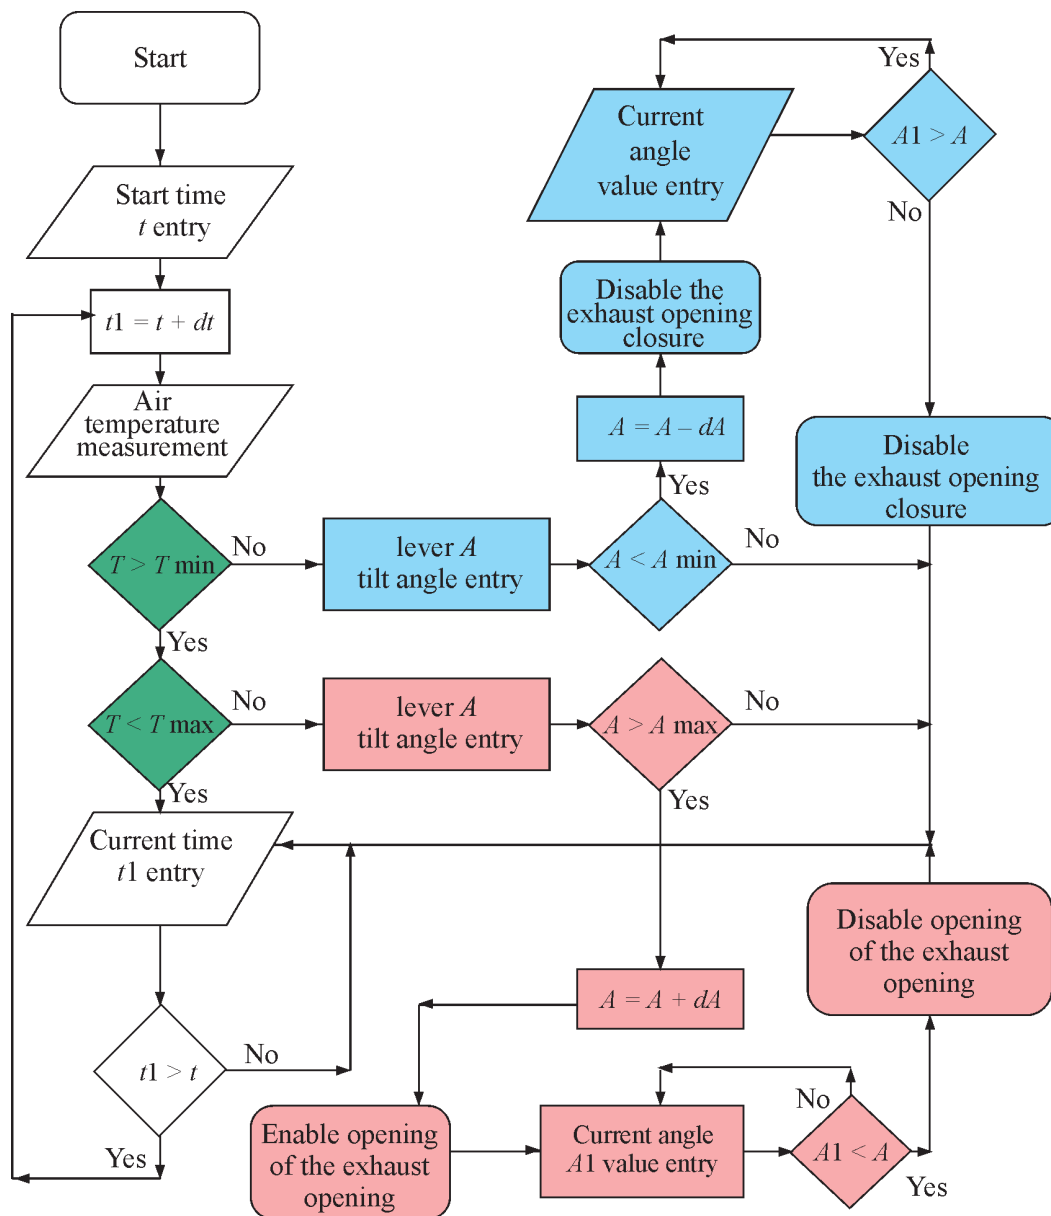 Start
Start time
t entry
t1 = t + dt
Air
temperature
measurement
T > T min
No
Yes
lever A
tilt angle entry
A < A min
No
Yes
A = A – dA
Disable the
exhaust opening
closure
Current
angle
value entry
Yes
A1 > A
No
Disable
the exhaust opening
closure
T < T max
No
Yes
lever A
tilt angle entry
A > A max
No
Yes
Current time
t1 entry
t1 > t
No
Yes
A = A + dA
Enable opening
of the exhaust
opening
Current angle
A1 value entry
No
A1 < A
Yes
Disable opening
of the exhaust
opening